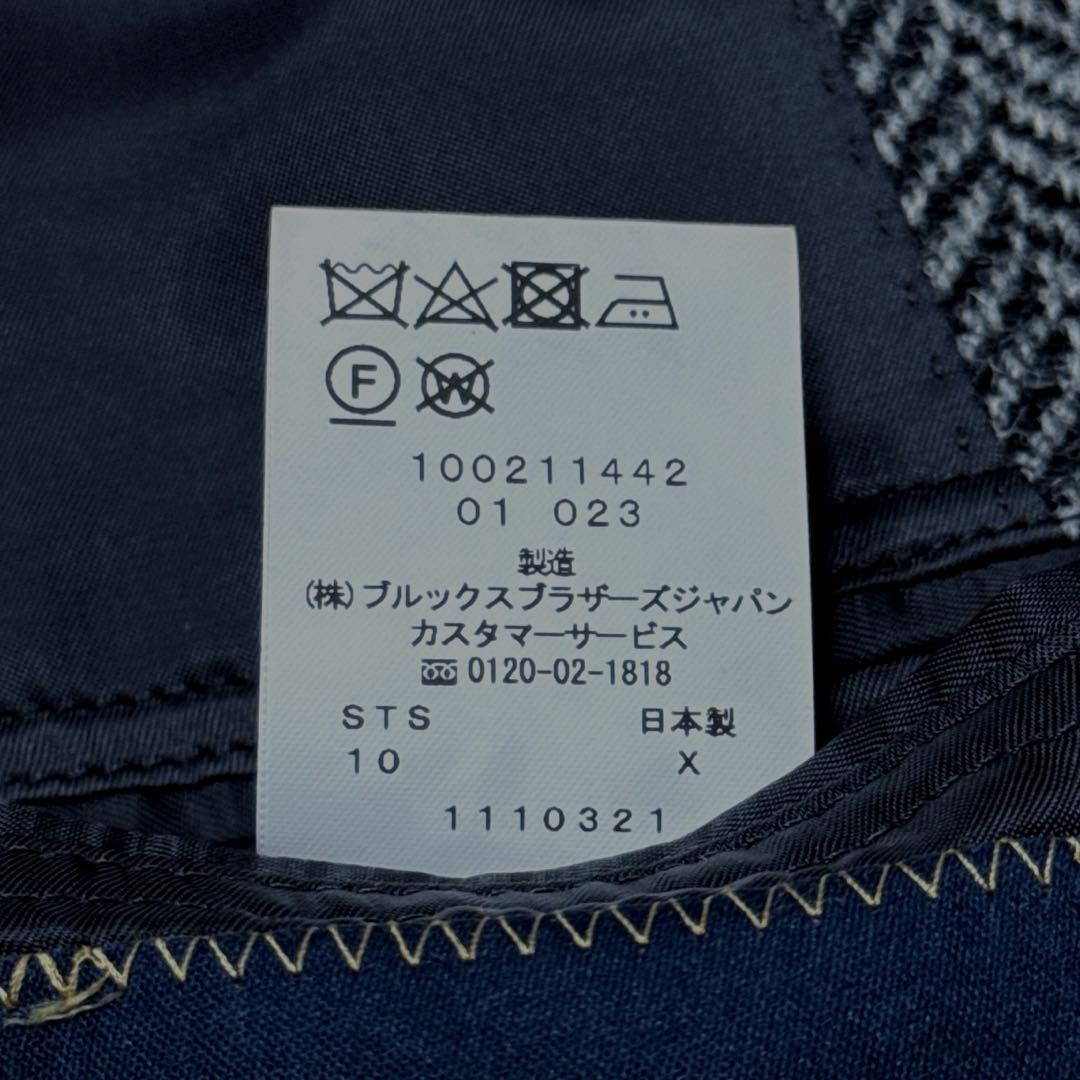 F W
100211442
01 023
製造
(株)ブルックスブラザーズジャパン
カスタマーサービス
0120-02-1818
STS 日本製
10 X
1110321